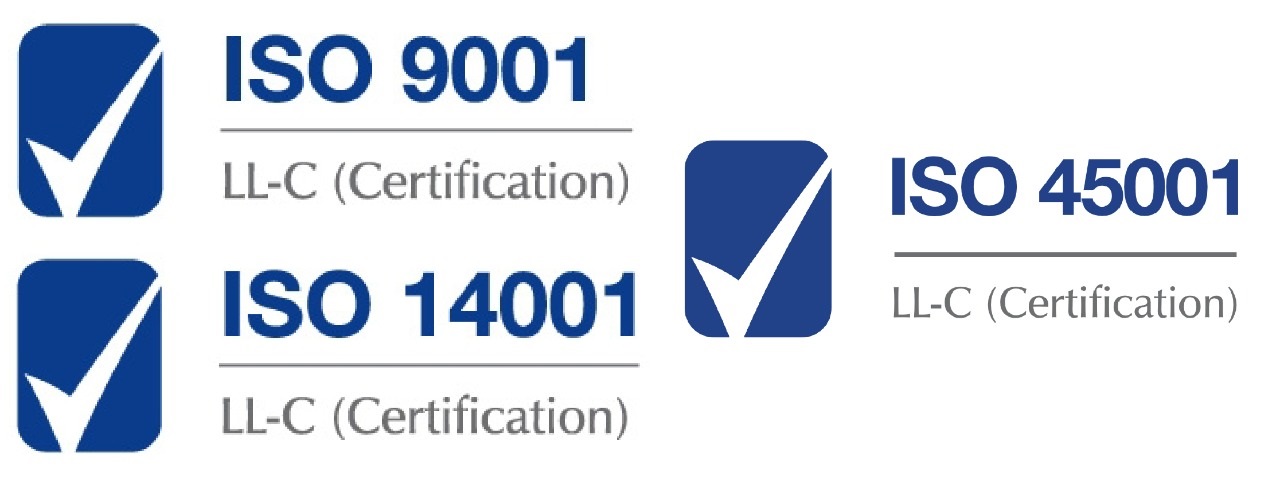 ISO 9001
LL-C (Certification)
ISO 14001
LL-C (Certification)
ISO 45001
LL-C (Certification)